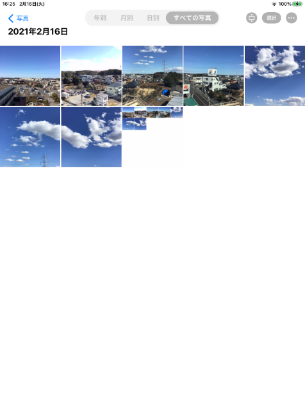 16:26 2月16日(火)
100%
写真
年別 月別 日別 すべての写真
選択
2021年2月16日